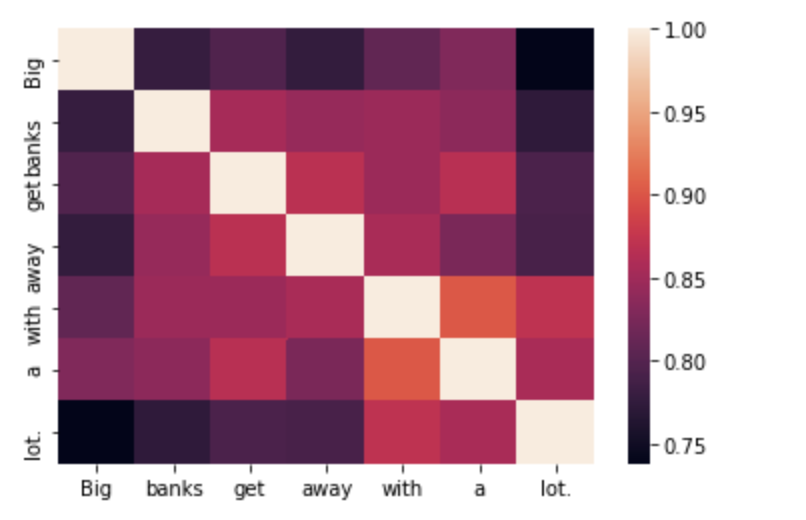 Big
banks
get
away
with
a
lot.
Big banks get away with a lot.
1.00
0.95
0.90
0.85
0.80
0.75